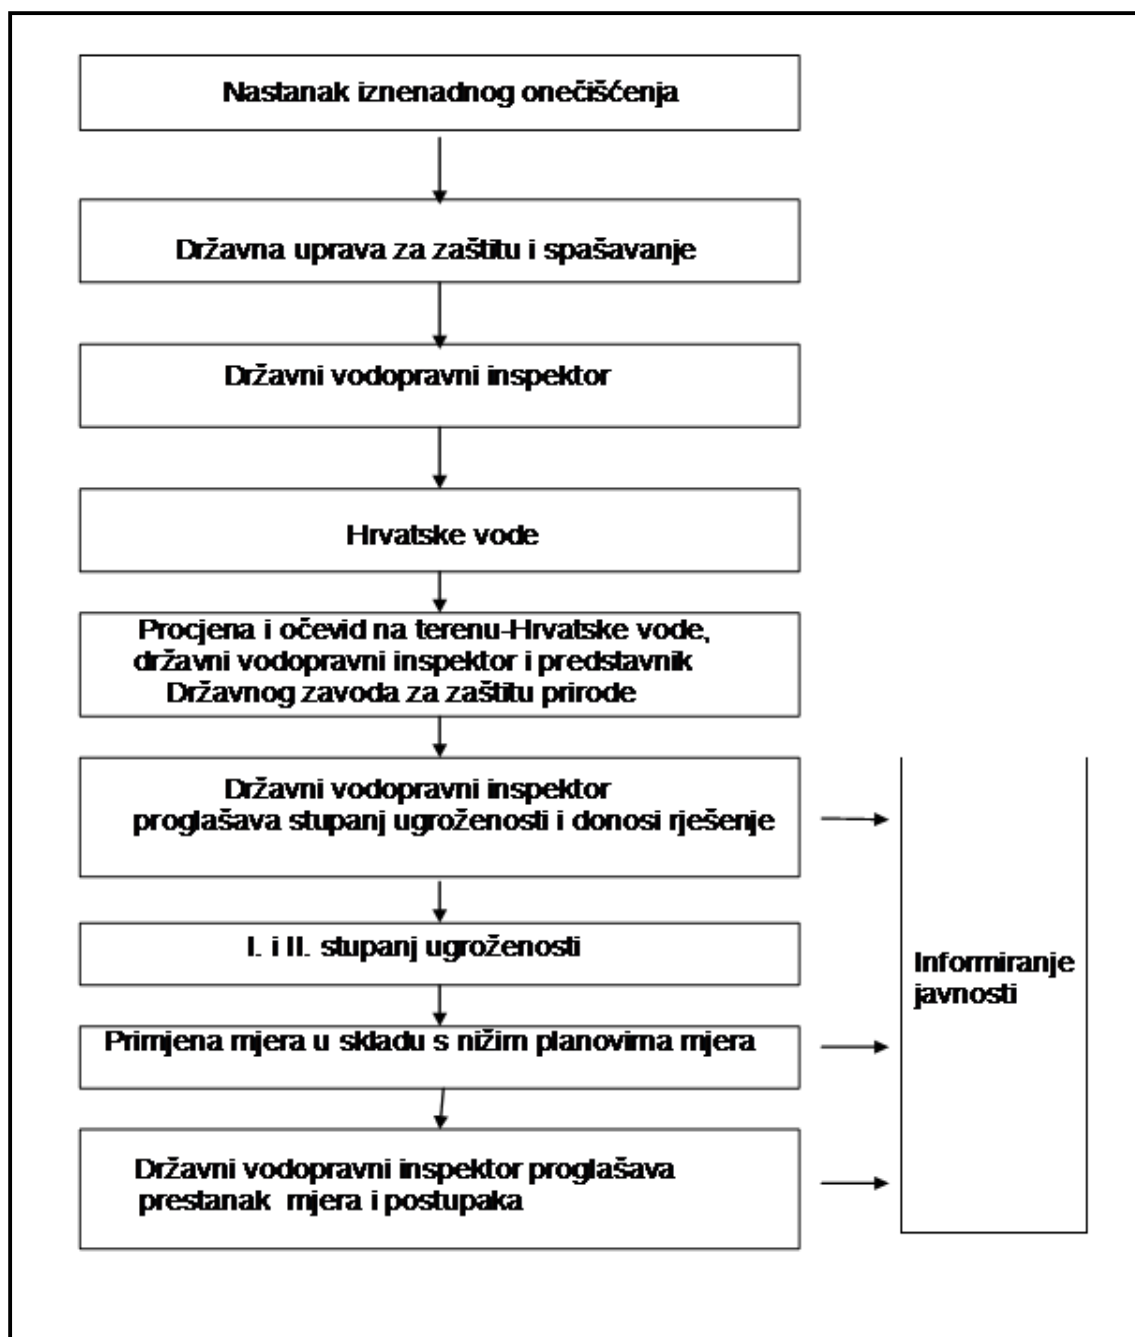 Nastanak iznenadnog onečišćenja
Državna uprava za zaštitu i spašavanje
Državni vodopravni inspektor
Hrvatske vode
Procjena i očevid na terenu-Hrvatske vode,
državni vodopravni inspektor i predstavnik
Državnog zavoda za zaštitu prirode
Državni vodopravni inspektor
proglašava stupanj ugroženosti i donosi rješenje
I. i II. stupanj ugroženosti
Primjena mjera u skladu s nižim planovima mjera
Državni vodopravni inspektor proglašava
prestanak mjera i postupaka
Informiranje
javnosti